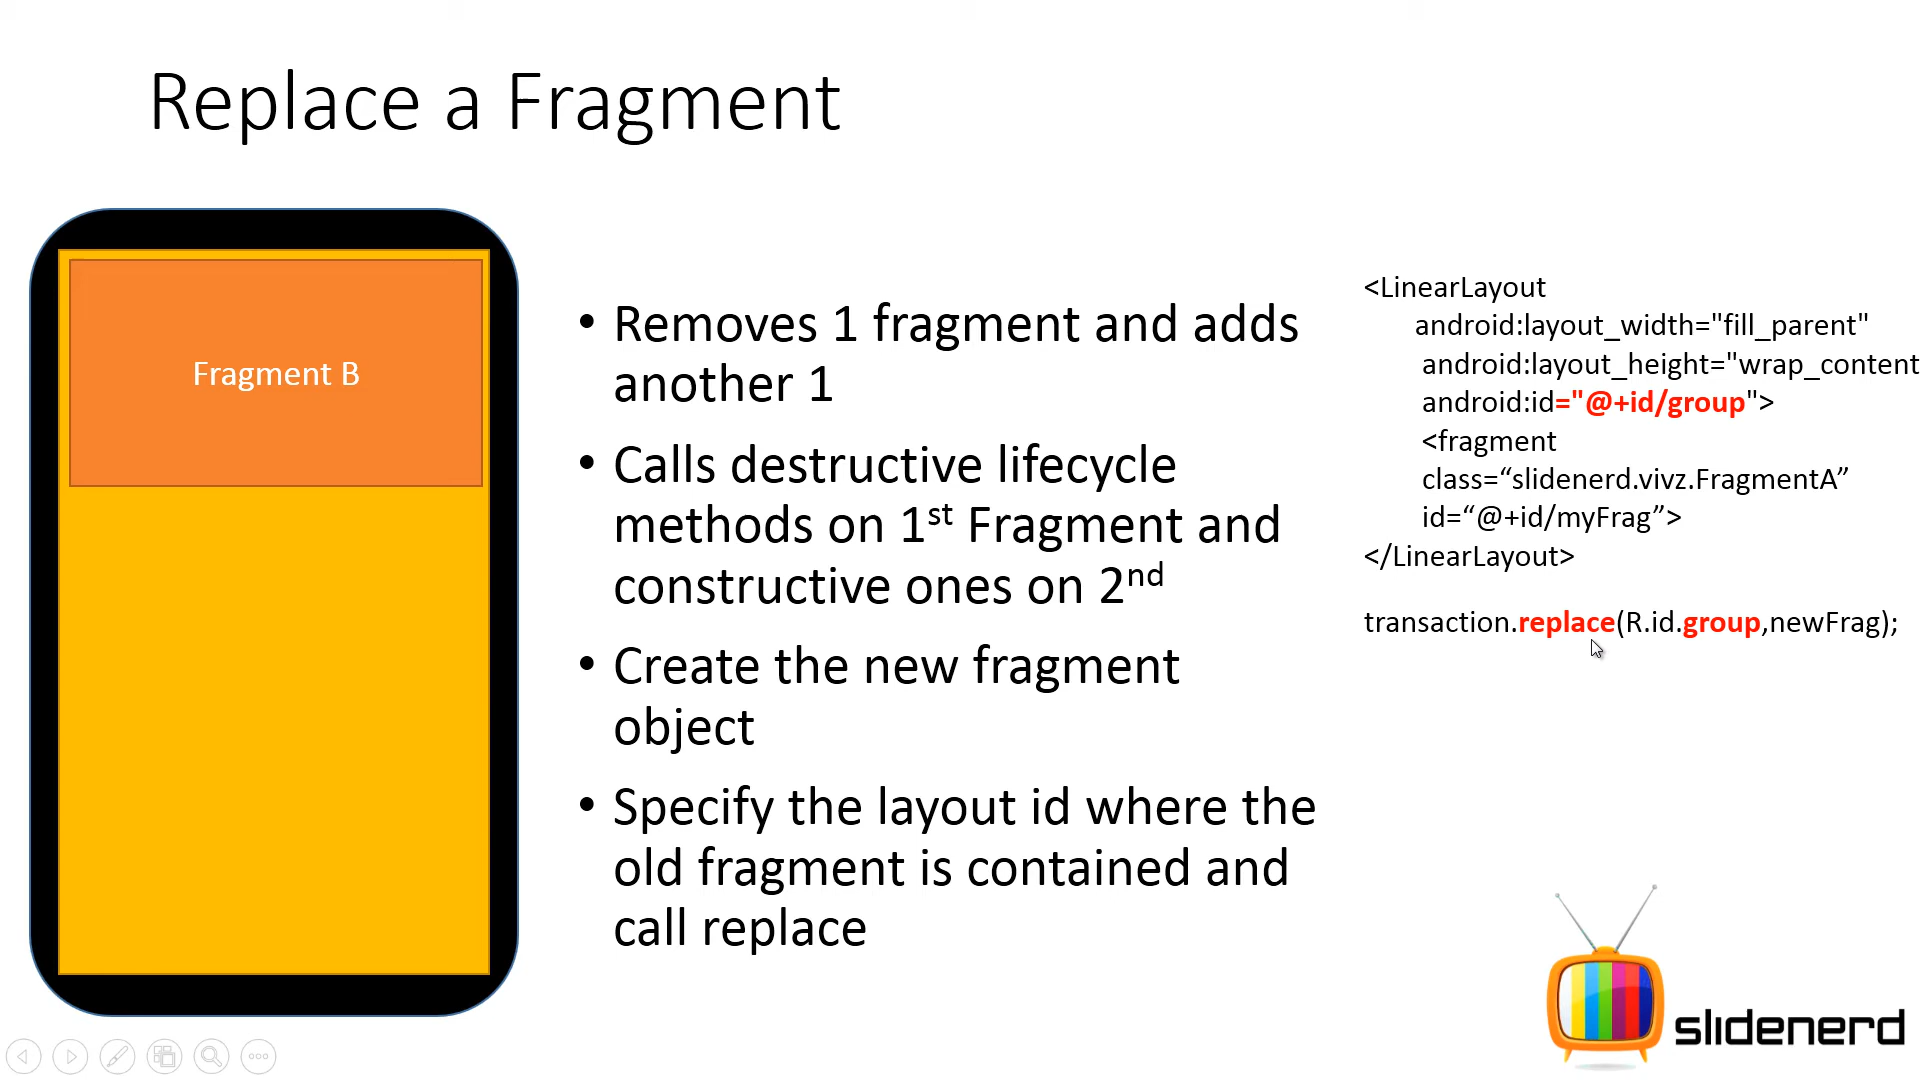 Replace a Fragment
Fragment B
• Removes 1 fragment and adds
another 1
• Calls destructive lifecycle
methods on 1st Fragment and
constructive ones on 2nd
• Create the new fragment
object
• Specify the layout id where the
old fragment is contained and
call replace
<LinearLayout
android:layout_width="fill_parent"
android:layout_height="wrap_content
android:id="@+id/group">
<fragment
class=“slidenerd.vivz.FragmentA”
id=“@+id/myFrag”>
</LinearLayout>
transaction.replace(R.id.group,newFrag);
slidenerd